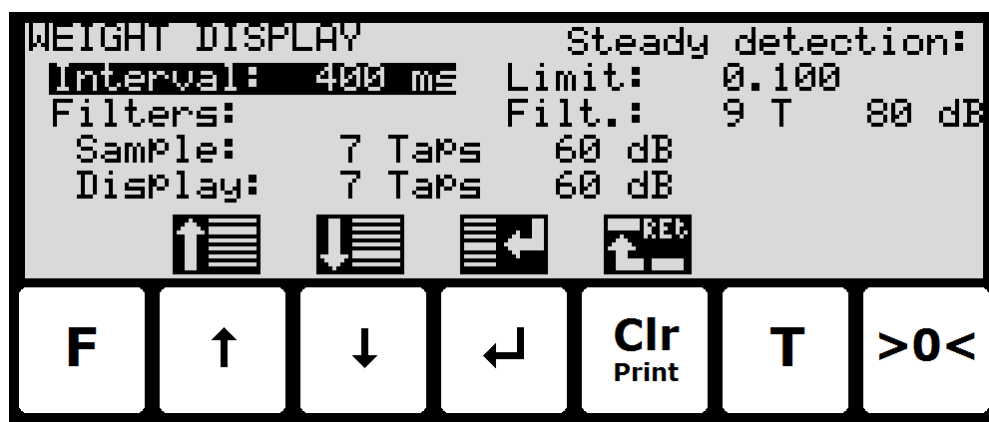 WEIGHT DISPLAY Steady detection:
Interval: 400 ms Limit: 0.100
Filters: Filt.: 9 T 80 dB
Sample: 7 Taps 60 dB
Display: 7 Taps 60 dB
RET
F ↑ ↓ ↵ Clr T >0<
Print